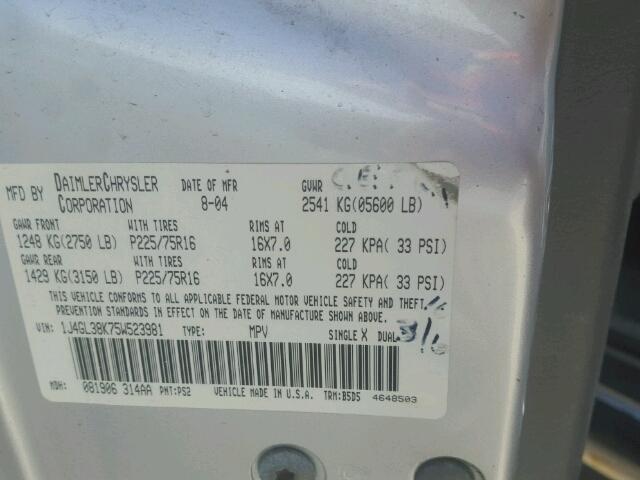 MFD BY DAIMLERCHRYSLER CORPORATION DATE OF MFR 8-04 GVWR 2541 KG(05600 LB)
GAWR FRONT WITH TIRES RIMS AT COLD
1248 KG(2750 LB) P225/75R16 16X7.0 227 KPA( 33 PSI)
GAWR REAR WITH TIRES RIMS AT COLD
1429 KG(3150 LB) P225/75R16 16X7.0 227 KPA( 33 PSI)
THIS VEHICLE CONFORMS TO ALL APPLICABLE FEDERAL MOTOR VEHICLE SAFETY AND THEFT
PREVENTION STANDARDS IN EFFECT ON THE DATE OF MANUFACTURE SHOWN ABOVE.
VIN: 1J4GL38K75W523981 TYPE: MPV SINGLE X DUAL
MDH: 081906 314AA PNT:PS2 VEHICLE MADE IN U.S.A. TRM:B5D5 4648503